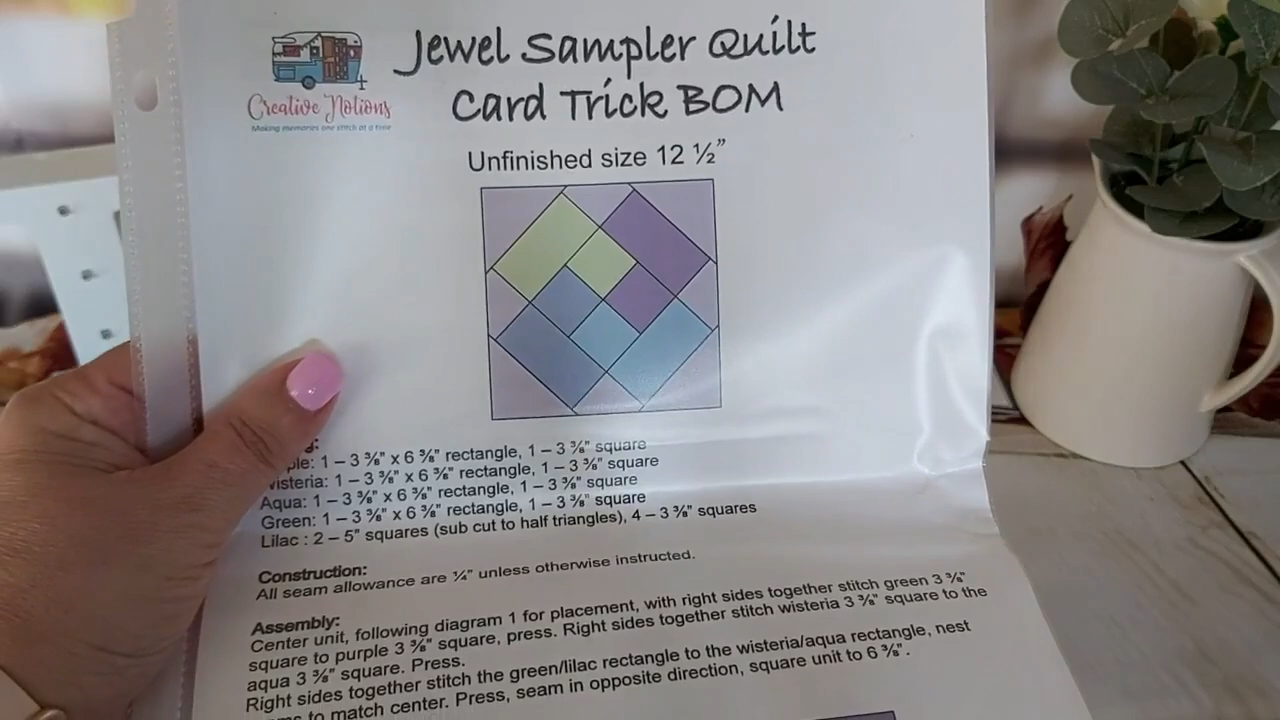 Creative Notions
Making memories one stitch at a time
Jewel Sampler Quilt
Card Trick BOM
Unfinished size 12 ½”
ple: 1 – 3 ⅜” x 6 ⅜” rectangle, 1 – 3 ⅜” square
isteria: 1 – 3 ⅜” x 6 ⅜” rectangle, 1 – 3 ⅜” square
Aqua: 1 – 3 ⅜” x 6 ⅜” rectangle, 1 – 3 ⅜” square
Green: 1 – 3 ⅜” x 6 ⅜” rectangle, 1 – 3 ⅜” square
Lilac : 2 – 5” squares (sub cut to half triangles), 4 – 3 ⅜” squares
Construction:
All seam allowance are ¼” unless otherwise instructed.
Assembly:
Center unit, following diagram 1 for placement, with right sides together stitch green 3 ⅜”
square to purple 3 ⅜” square, press. Right sides together stitch wisteria 3 ⅜” square to the
aqua 3 ⅜” square. Press.
Right sides together stitch the green/lilac rectangle to the wisteria/aqua rectangle, nest
to match center. Press, seam in opposite direction, square unit to 6 ⅜”.